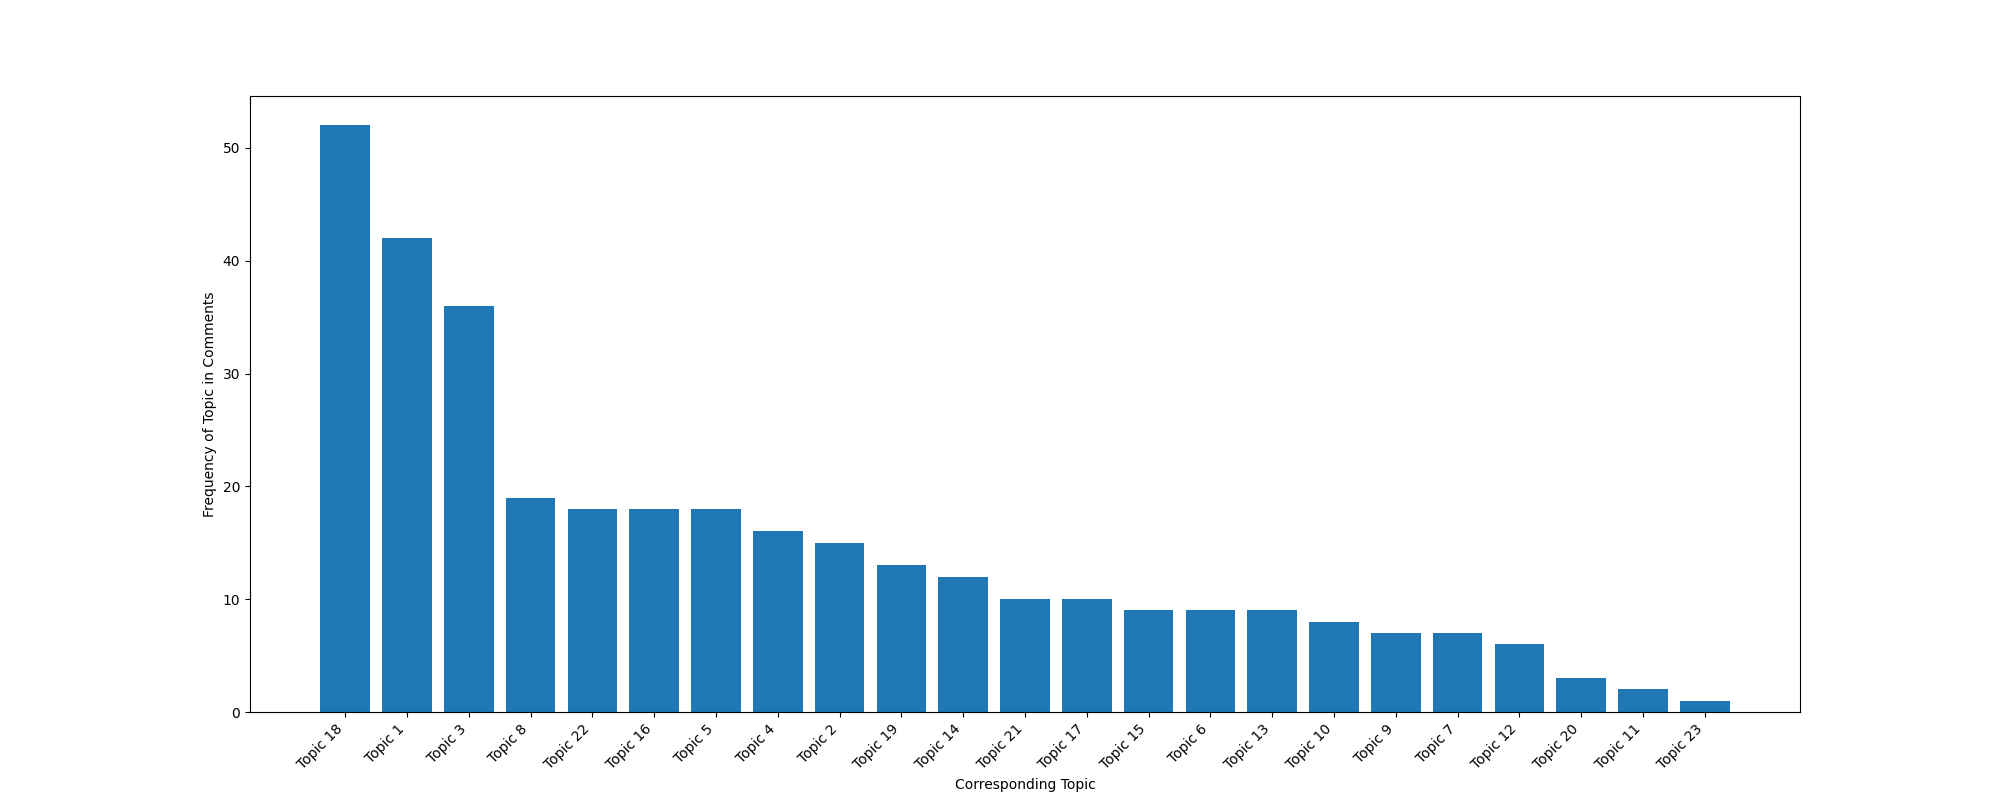 Frequency of Topic in Comments
50
40
30
20
10
0
Topic 18
Topic 1
Topic 3
Topic 8
Topic 22
Topic 16
Topic 5
Topic 4
Topic 2
Topic 19
Topic 14
Topic 21
Topic 17
Topic 15
Topic 6
Topic 13
Topic 10
Topic 9
Topic 7
Topic 12
Topic 20
Topic 11
Topic 23
Corresponding Topic